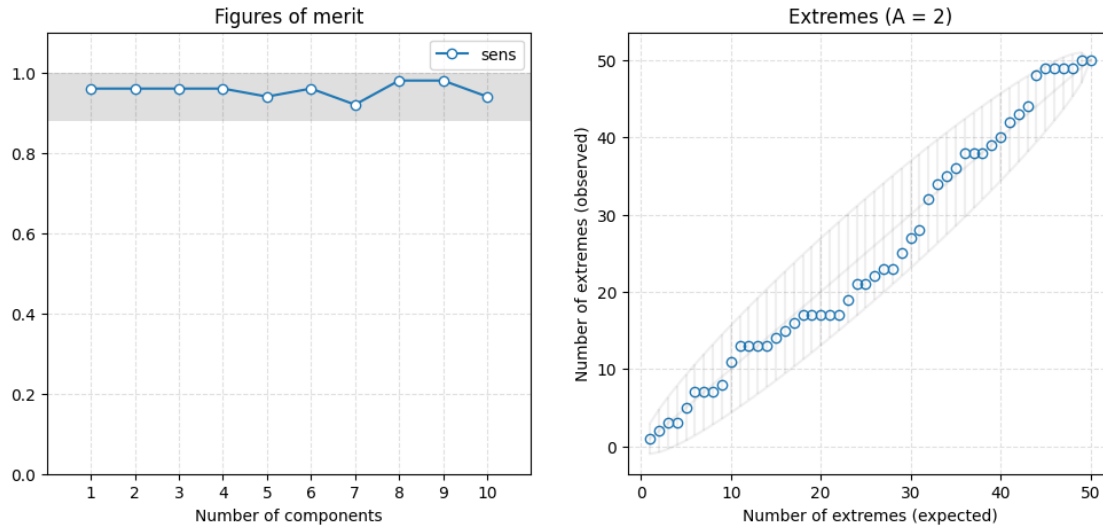 Figures of merit
sens
1.0
0.8
0.6
0.4
0.2
0.0
1 2 3 4 5 6 7 8 9 10
Number of components
Extremes (A = 2)
Number of extremes (observed)
50
40
30
20
10
0
0 10 20 30 40 50
Number of extremes (expected)